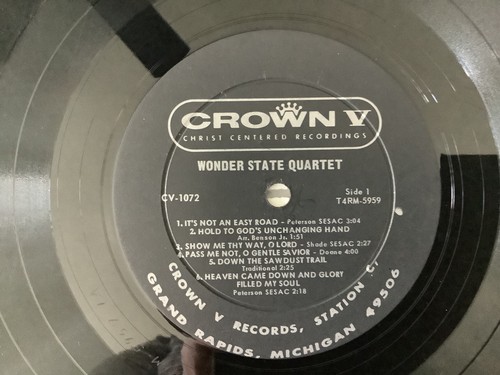 CROWN V
CHRIST CENTERED RECORDINGS
WONDER STATE QUARTET
CV-1072
Side 1
T4RM-5959
1. IT'S NOT AN EASY ROAD - Peterson SESAC 3:04
2. HOLD TO GOD'S UNCHANGING HAND
Arr. Benson Jr. 1:51
3. SHOW ME THY WAY, O LORD - Shade SESAC 2:27
4. PASS ME NOT, O GENTLE SAVIOR - Doane 4:00
5. DOWN THE SAWDUST TRAIL
Traditional 2:25
6. HEAVEN CAME DOWN AND GLORY
FILLED MY SOUL
Peterson SESAC 2:18
CROWN V RECORDS, STATION C,
GRAND RAPIDS, MICHIGAN 49506